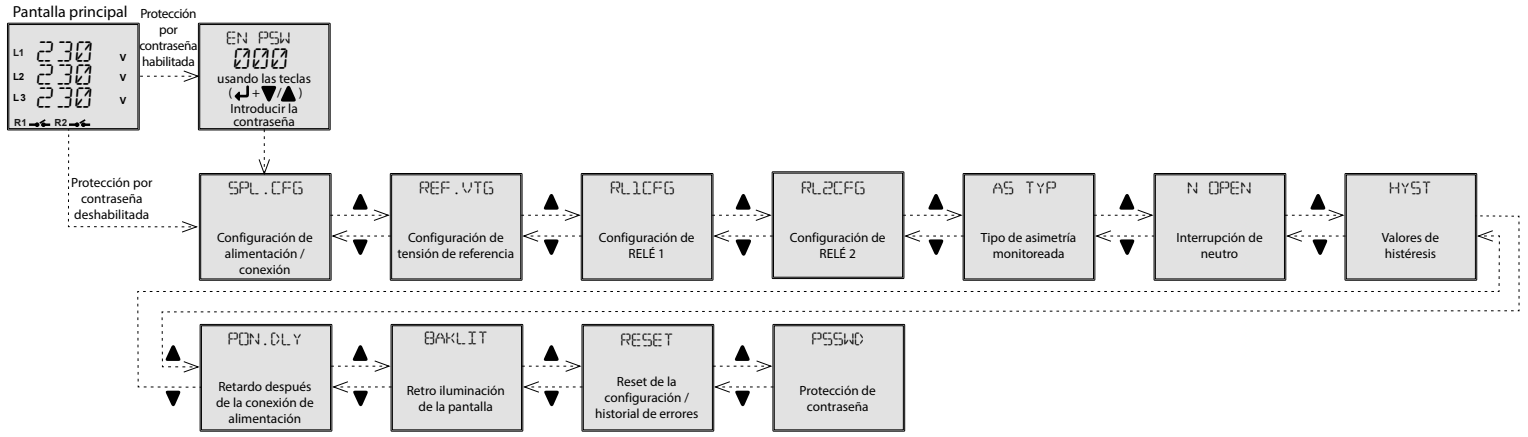 Pantalla principal
Protección
por
contraseña
habilitada
L1 230 V
L2 230 V
L3 230 V
R1 R2
EN PSW
000
usando las teclas
(↵+▼/▲)
Introducir la
contraseña
Protección por
contraseña
deshabilitada
SPL.CFG
Configuración de
alimentación /
conexión
REF.VTG
Configuración de
tensión de referencia
RL1CFG
Configuración de
RELÉ 1
RL2CFG
Configuración de
RELÉ 2
AS TYP
Tipo de asimetría
monitoreada
N OPEN
Interrupción de
neutro
HYST
Valores de
histéresis
PON.DLY
Retardo después
de la conexión de
alimentación
BAKLIT
Retro iluminación
de la pantalla
RESET
Reset de la
configuración /
historial de errores
PSSWD
Protección de
contraseña